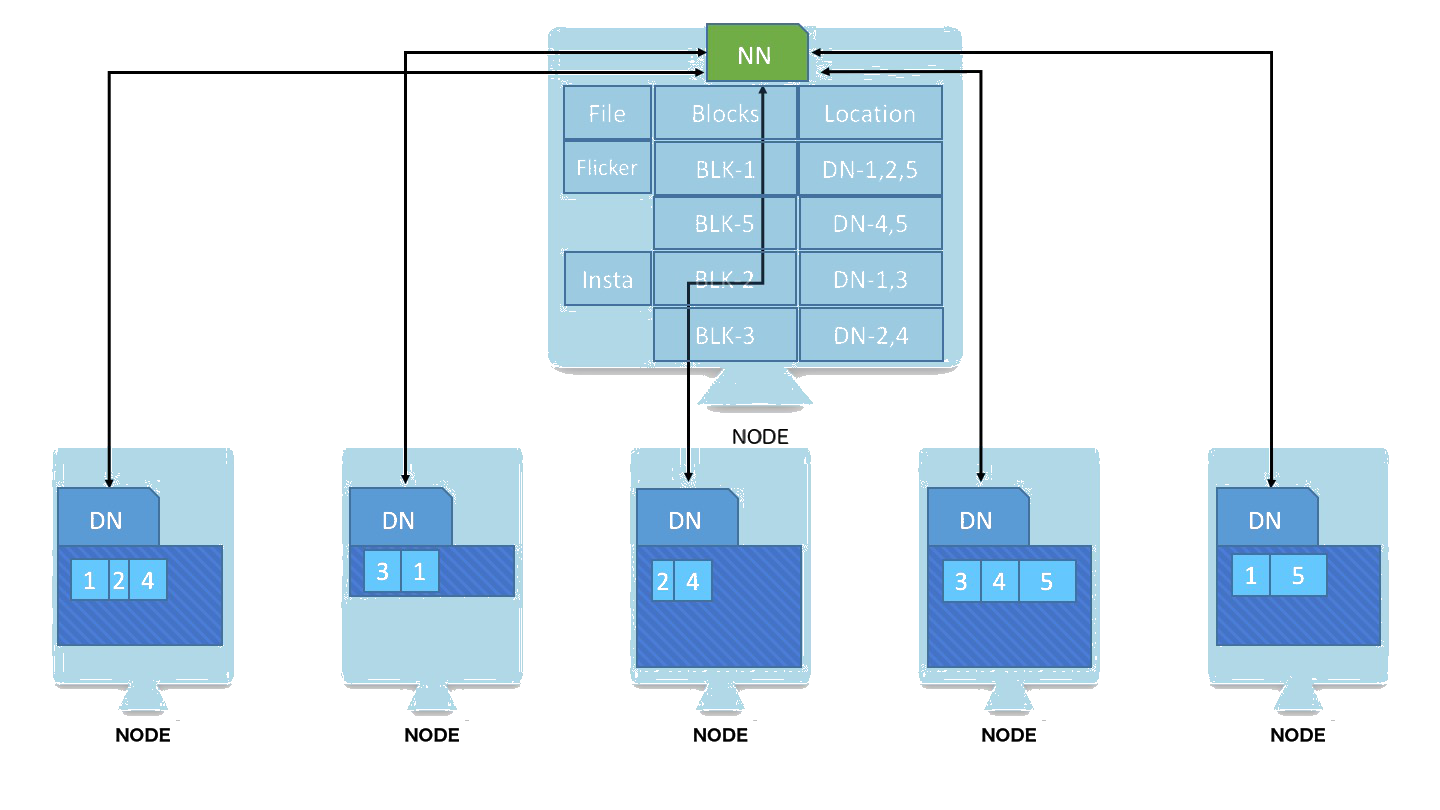 NN
File Blocks Location
Flicker BLK-1 DN-1,2,5
BLK-5 DN-4,5
Insta BLK-2 DN-1,3
BLK-3 DN-2,4
NODE
DN DN DN DN DN
1 2 4 3 1 2 4 3 4 5 1 5
NODE NODE NODE NODE NODE